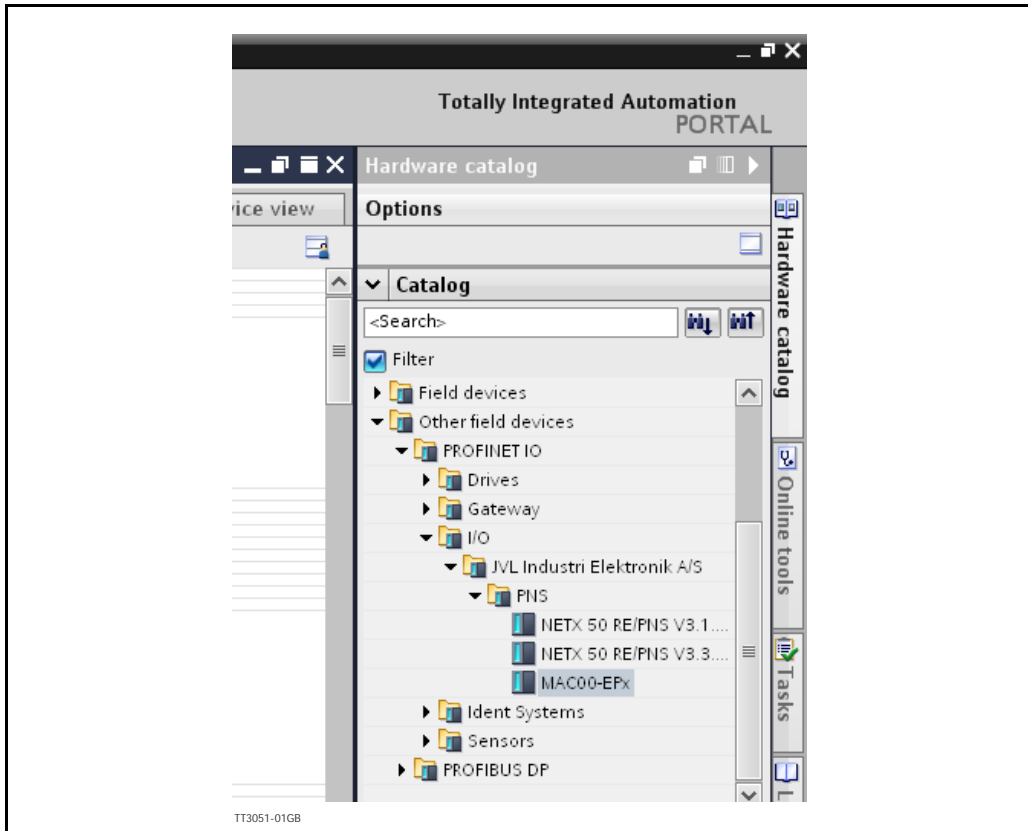 Totally Integrated Automation
PORTAL
Hardware catalog
vice view
Options
Catalog
<Search>
Filter
Field devices
Other field devices
PROFINET IO
Drives
Gateway
I/O
JVL Industri Elektronik A/S
PNS
NETX 50 RE/PNS V3.1....
NETX 50 RE/PNS V3.3....
MAC00-EPx
Ident Systems
Sensors
PROFIBUS DP
Hardware catalog
Online tools
Tasks
TT3051-01GB